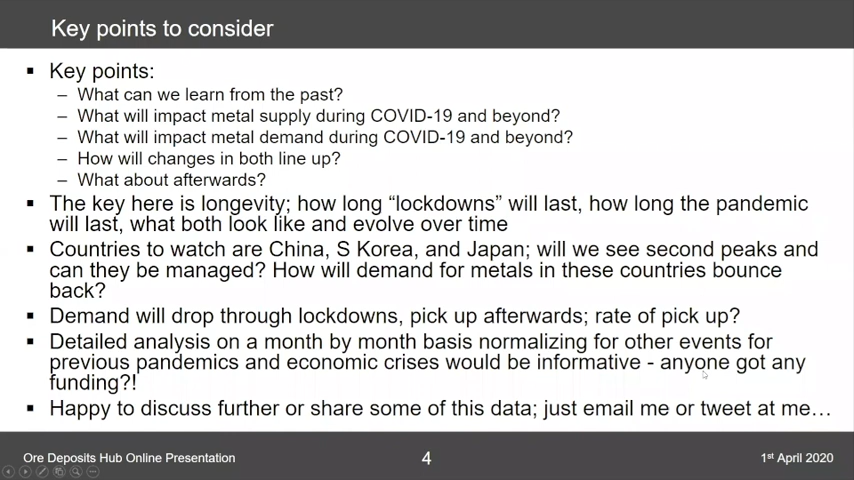 Key points to consider
▪ Key points:
– What can we learn from the past?
– What will impact metal supply during COVID-19 and beyond?
– What will impact metal demand during COVID-19 and beyond?
– How will changes in both line up?
– What about afterwards?
▪ The key here is longevity; how long “lockdowns” will last, how long the pandemic
will last, what both look like and evolve over time
▪ Countries to watch are China, S Korea, and Japan; will we see second peaks and
can they be managed? How will demand for metals in these countries bounce
back?
▪ Demand will drop through lockdowns, pick up afterwards; rate of pick up?
▪ Detailed analysis on a month by month basis normalizing for other events for
previous pandemics and economic crises would be informative - anyone got any
funding?!
▪ Happy to discuss further or share some of this data; just email me or tweet at me…
Ore Deposits Hub Online Presentation
4
1st April 2020